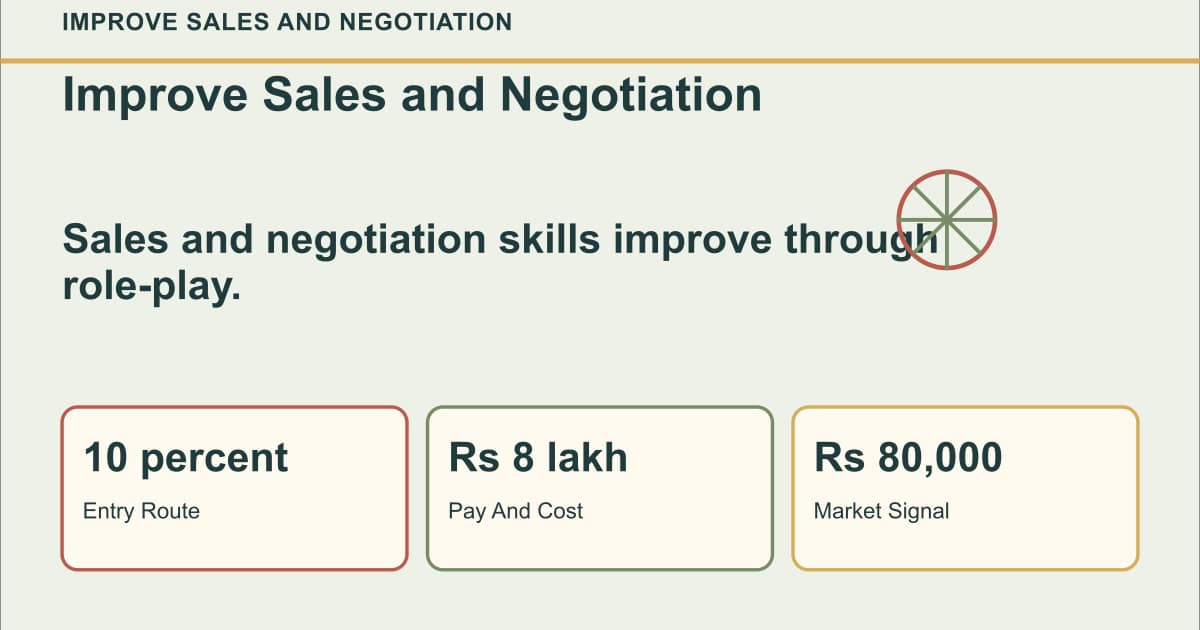 IMPROVE SALES AND NEGOTIATION
Improve Sales and Negotiation
Sales and negotiation skills improve through
role-play.
10 percent
Entry Route
Rs 8 lakh
Pay And Cost
Rs 80,000
Market Signal